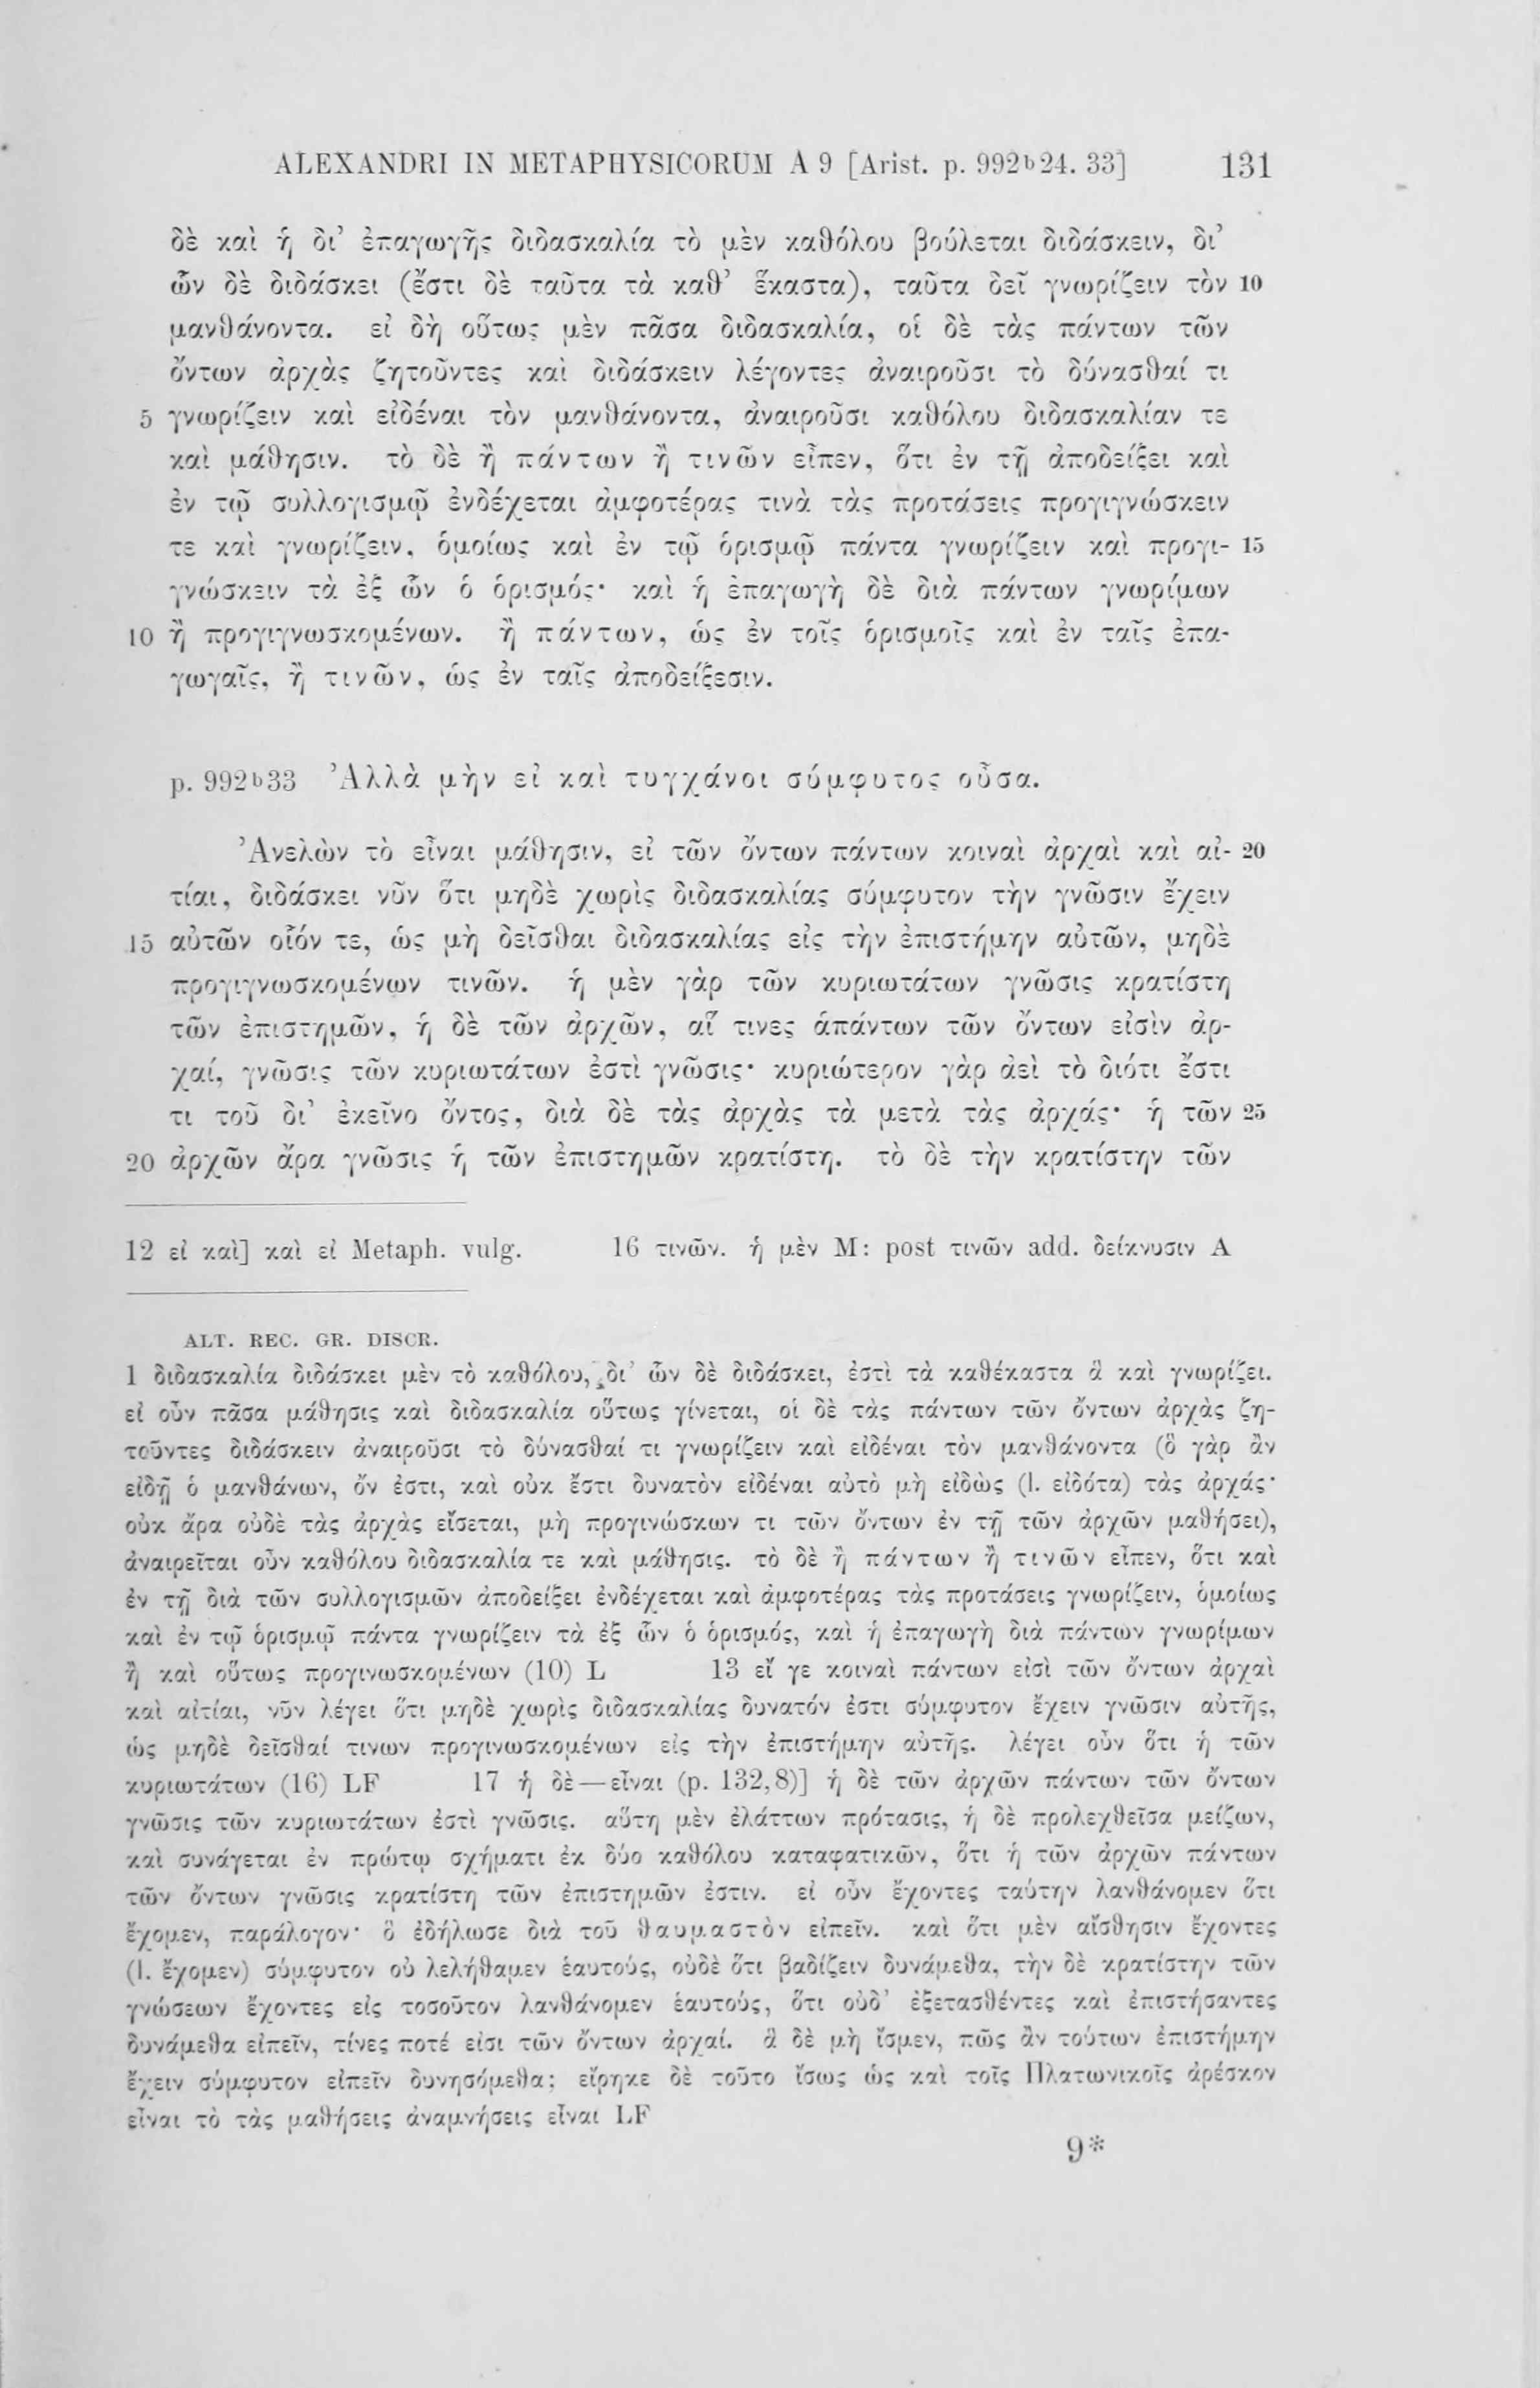 ALEXANDRI IN METAPHYSICORUM A 9 [Arist. p. 992b24. 33] 131
δὲ καὶ ἡ δι᾽ ἐπαγωγῆς διδασκαλία τὸ μὲν καθόλου βούλεται διδάσκειν, δι᾽
ὧν δὲ διδάσκει (ἔστι δὲ ταῦτα τὰ καθ᾽ ἕκαστα), ταῦτα δεῖ γνωρίζειν τὸν 10
μανθάνοντα. εἰ δὴ οὕτως μὲν πᾶσα διδασκαλία, οἱ δὲ τὰς πάντων τῶν
ὄντων ἀρχὰς ζητοῦντες καὶ διδάσκειν λέγοντες ἀναιροῦσι τὸ δύνασθαί τι
5 γνωρίζειν καὶ εἰδέναι τὸν μανθάνοντα, ἀναιροῦσι καθόλου διδασκαλίαν τε
καὶ μάθησιν. τὸ δὲ ἢ πάντων ἢ τινῶν εἶπεν, ὅτι ἐν τῇ ἀποδείξει καὶ
ἐν τῷ συλλογισμῷ ἐνδέχεται ἀμφοτέρας τινὰ τὰς προτάσεις προγιγνώσκειν
τε καὶ γνωρίζειν, ὁμοίως καὶ ἐν τῷ ὁρισμῷ πάντα γνωρίζειν καὶ προγι- 15
γνώσκειν τὰ ἐξ ὧν ὁ ὁρισμός· καὶ ἡ ἐπαγωγὴ δὲ διὰ πάντων γνωρίμων
10 ἢ προγιγνωσκομένων. ἢ πάντων, ὡς ἐν τοῖς ὁρισμοῖς καὶ ἐν ταῖς ἐπα-
γωγαῖς, ἢ τινῶν, ὡς ἐν ταῖς ἀποδείξεσιν.
p. 992b33 Ἀλλὰ μὴν εἰ καὶ τυγχάνοι σύμφυτος οὖσα.
Ἀνελὼν τὸ εἶναι μάθησιν, εἰ τῶν ὄντων πάντων κοιναὶ ἀρχαὶ καὶ αἰ- 20
τίαι, διδάσκει νῦν ὅτι μηδὲ χωρὶς διδασκαλίας σύμφυτον τὴν γνῶσιν ἔχειν
15 αὐτῶν οἷόν τε, ὡς μὴ δεῖσθαι διδασκαλίας εἰς τὴν ἐπιστήμην αὐτῶν, μηδὲ
προγιγνωσκομένων τινῶν. ἡ μὲν γὰρ τῶν κυριωτάτων γνῶσις κρατίστη
τῶν ἐπιστημῶν, ἡ δὲ τῶν ἀρχῶν, αἵ τινες ἁπάντων τῶν ὄντων εἰσὶν ἀρ-
χαί, γνῶσις τῶν κυριωτάτων ἐστὶ γνῶσις· κυριώτερον γὰρ ἀεὶ τὸ διότι ἔστι
τι τοῦ δι᾽ ἐκεῖνο ὄντος, διὰ δὲ τὰς ἀρχὰς τὰ μετὰ τὰς ἀρχάς· ἡ τῶν 25
20 ἀρχῶν ἄρα γνῶσις ἡ τῶν ἐπιστημῶν κρατίστη. τὸ δὲ τὴν κρατίστην τῶν
12 εἰ καὶ] καὶ εἰ Metaph. vulg. 16 τινῶν. ἡ μὲν M: post τινῶν add. δείκνυσιν A
ALT. REC. GR. DISCR.
1 διδασκαλία διδάσκει μὲν τὸ καθόλου, δι᾽ ὧν δὲ διδάσκει, ἐστὶ τὰ καθέκαστα ἃ καὶ γνωρίζει.
εἰ οὖν πᾶσα μάθησις καὶ διδασκαλία οὕτως γίνεται, οἱ δὲ τὰς πάντων τῶν ὄντων ἀρχὰς ζη-
τοῦντες διδάσκειν ἀναιροῦσι τὸ δύνασθαί τι γνωρίζειν καὶ εἰδέναι τὸν μανθάνοντα (ὃ γὰρ ἂν
εἰδῇ ὁ μανθάνων, ὄν ἐστι, καὶ οὐκ ἔστι δυνατὸν εἰδέναι αὐτὸ μὴ εἰδὼς (l. εἰδότα) τὰς ἀρχάς·
οὐκ ἄρα οὐδὲ τὰς ἀρχὰς εἴσεται, μὴ προγινώσκων τι τῶν ὄντων ἐν τῇ τῶν ἀρχῶν μαθήσει),
ἀναιρεῖται οὖν καθόλου διδασκαλία τε καὶ μάθησις. τὸ δὲ ἢ πάντων ἢ τινῶν εἶπεν, ὅτι καὶ
ἐν τῇ διὰ τῶν συλλογισμῶν ἀποδείξει ἐνδέχεται καὶ ἀμφοτέρας τὰς προτάσεις γνωρίζειν, ὁμοίως
καὶ ἐν τῷ ὁρισμῷ πάντα γνωρίζειν τὰ ἐξ ὧν ὁ ὁρισμός, καὶ ἡ ἐπαγωγὴ διὰ πάντων γνωρίμων
ἢ καὶ οὕτως προγινωσκομένων (10) L 13 εἴ γε κοιναὶ πάντων εἰσὶ τῶν ὄντων ἀρχαὶ
καὶ αἰτίαι, νῦν λέγει ὅτι μηδὲ χωρὶς διδασκαλίας δυνατόν ἐστι σύμφυτον ἔχειν γνῶσιν αὐτῆς,
ὡς μηδὲ δεῖσθαί τινων προγινωσκομένων εἰς τὴν ἐπιστήμην αὐτῆς. λέγει οὖν ὅτι ἡ τῶν
κυριωτάτων (16) LF 17 ἡ δὲ — εἶναι (p. 132,8)] ἡ δὲ τῶν ἀρχῶν πάντων τῶν ὄντων
γνῶσις τῶν κυριωτάτων ἐστὶ γνῶσις. αὕτη μὲν ἐλάττων πρότασις, ἡ δὲ προλεχθεῖσα μείζων,
καὶ συνάγεται ἐν πρώτῳ σχήματι ἐκ δύο καθόλου καταφατικῶν, ὅτι ἡ τῶν ἀρχῶν πάντων
τῶν ὄντων γνῶσις κρατίστη τῶν ἐπιστημῶν ἐστιν. εἰ οὖν ἔχοντες ταύτην λανθάνομεν ὅτι
ἔχομεν, παράλογον· ὃ ἐδήλωσε διὰ τοῦ θαυμαστὸν εἰπεῖν. καὶ ὅτι μὲν αἴσθησιν ἔχοντες
(l. ἔχομεν) σύμφυτον οὐ λελήθαμεν ἑαυτούς, οὐδὲ ὅτι βαδίζειν δυνάμεθα, τὴν δὲ κρατίστην τῶν
γνώσεων ἔχοντες εἰς τοσοῦτον λανθάνομεν ἑαυτούς, ὅτι οὐδ᾽ ἐξετασθέντες καὶ ἐπιστήσαντες
δυνάμεθα εἰπεῖν, τίνες ποτέ εἰσι τῶν ὄντων ἀρχαί. ἃ δὲ μὴ ἴσμεν, πῶς ἂν τούτων ἐπιστήμην
ἔχειν σύμφυτον εἰπεῖν δυνησόμεθα; εἴρηκε δὲ τοῦτο ἴσως ὡς καὶ τοῖς Πλατωνικοῖς ἀρέσκον
εἶναι τὸ τὰς μαθήσεις ἀναμνήσεις εἶναι LF
9*